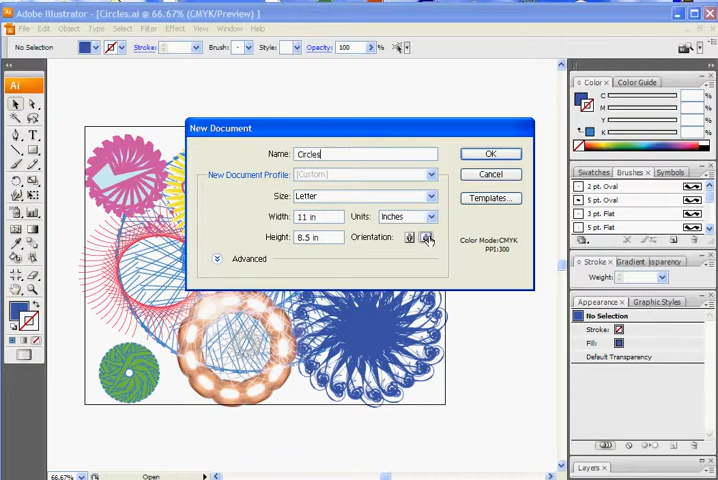 Adobe Illustrator - [Circles.ai @ 66.67% (CMYK/Preview) ]
File Edit Object Type Select Filter Effect View Window Help
No Selection Stroke: Brush: Style: Opacity: 100 %
Ai
New Document
Name: Circles
OK
New Document Profile: [Custom]
Cancel
Size: Letter
Templates...
Width: 11 in Units: Inches
Height: 8.5 in Orientation:
Color Mode:CMYK
PPI:300
Advanced
Color Color Guide
C %
M %
Y %
K %
Swatches Brushes Symbols
2 pt. Oval
5 pt. Oval
3 pt. Flat
5 pt. Flat
Stroke Gradient
Weight:
Appearance Graphic Styles
No Selection
Stroke:
Fill:
Default Transparency
Layers
66.67% Open